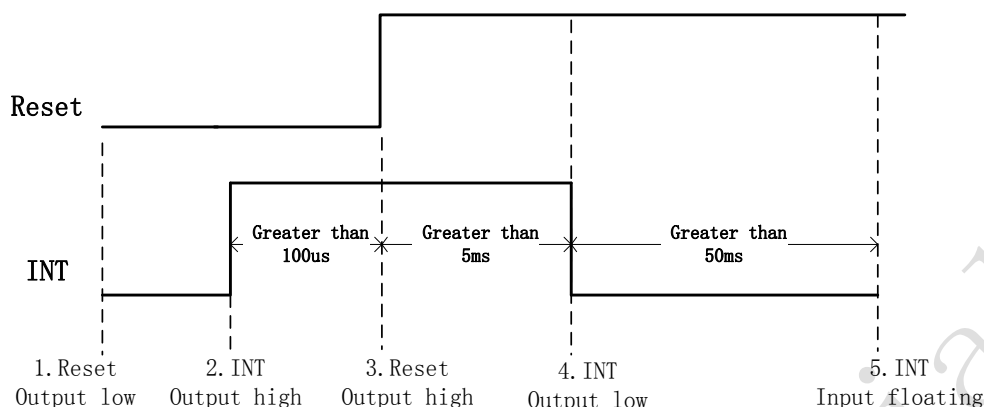 Reset
Greater than
100us
Greater than
5ms
Greater than
50ms
INT
1.Reset
Output low
2.INT
Output high
3.Reset
Output high
4.INT
Output low
5.INT
Input floating